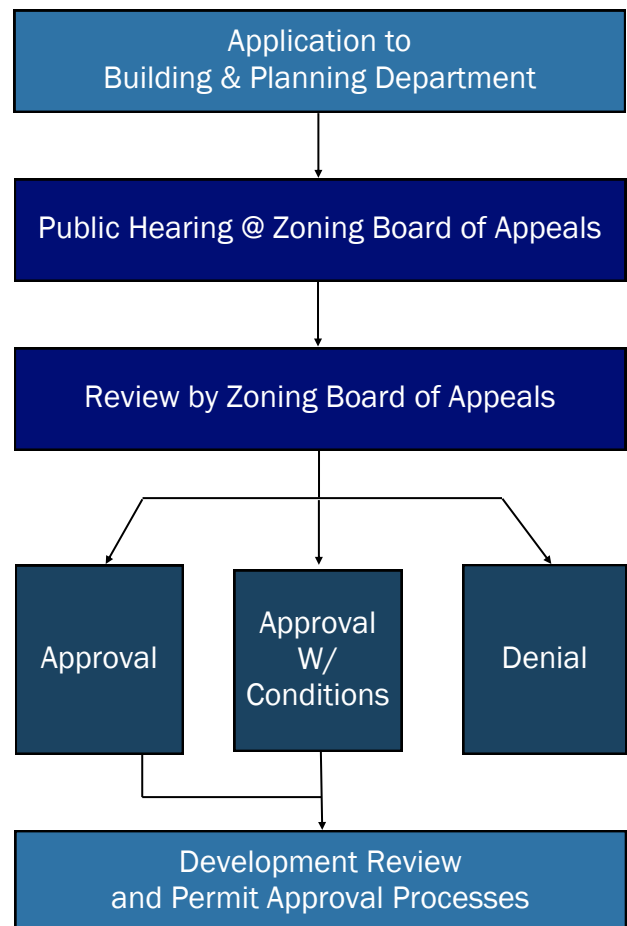 Application to
Building & Planning Department
Public Hearing @ Zoning Board of Appeals
Review by Zoning Board of Appeals
Approval
Approval
W/
Conditions
Denial
Development Review
and Permit Approval Processes